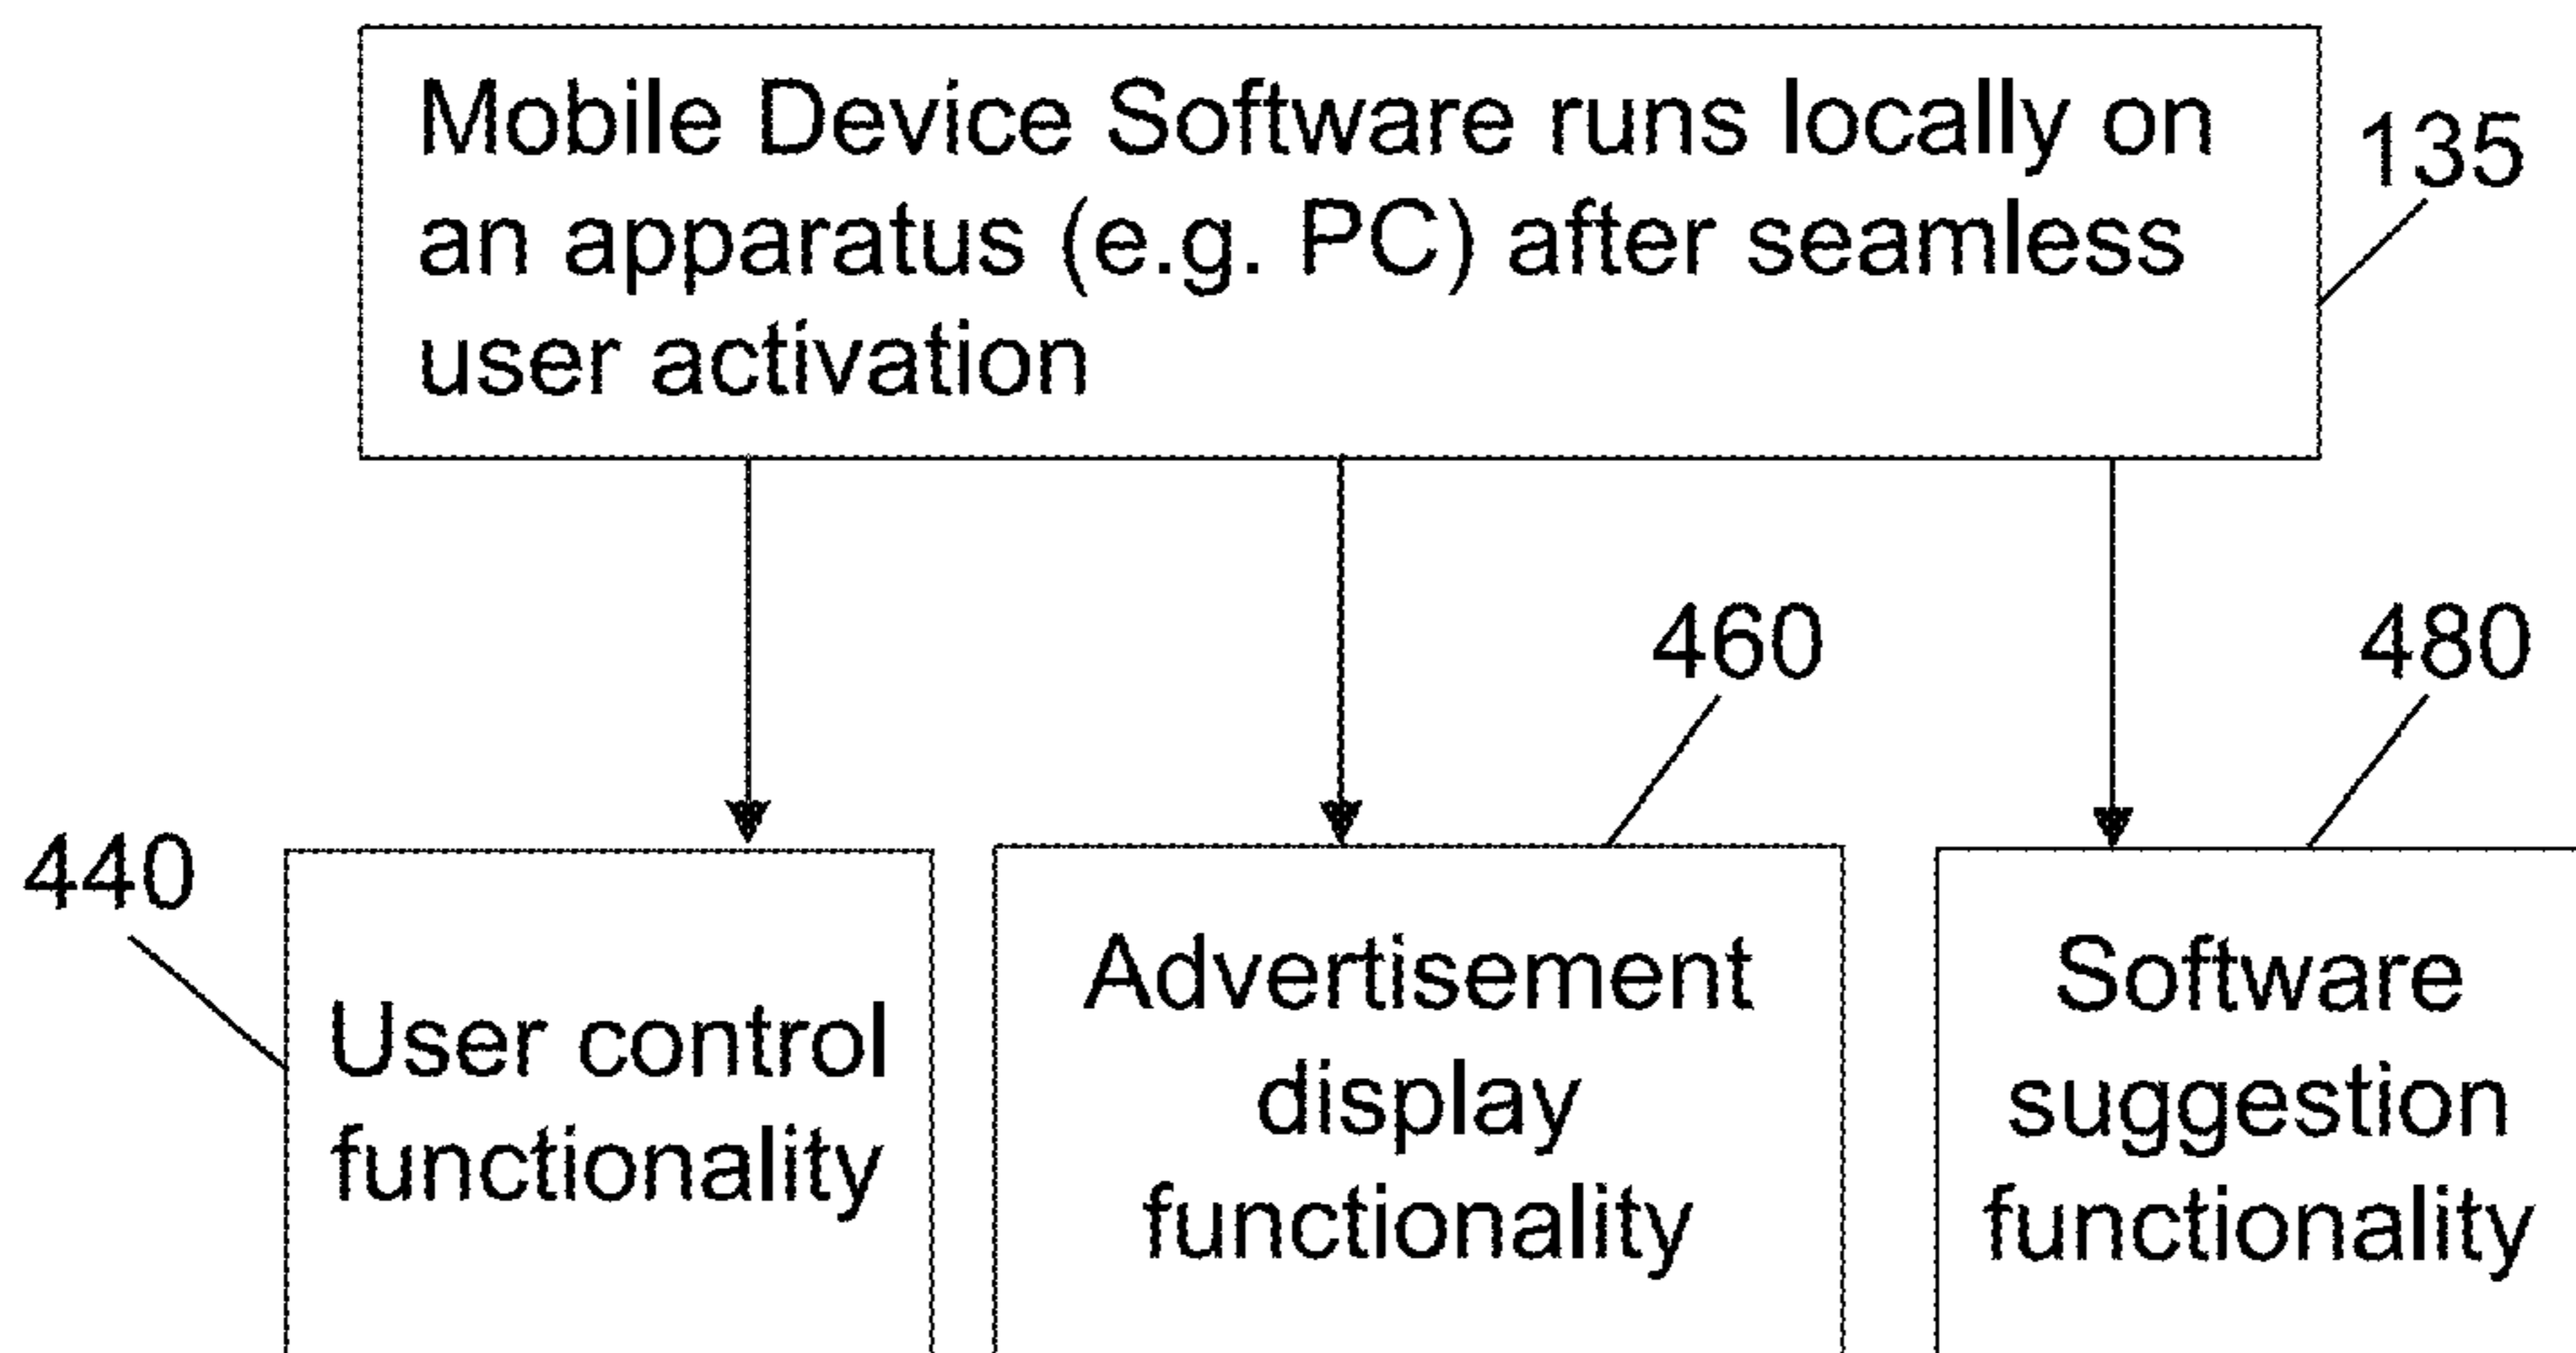 Mobile Device Software runs locally on
an apparatus (e.g. PC) after seamless
user activation
135
460
480
440
User control
functionality
Advertisement
display
functionality
Software
suggestion
functionality